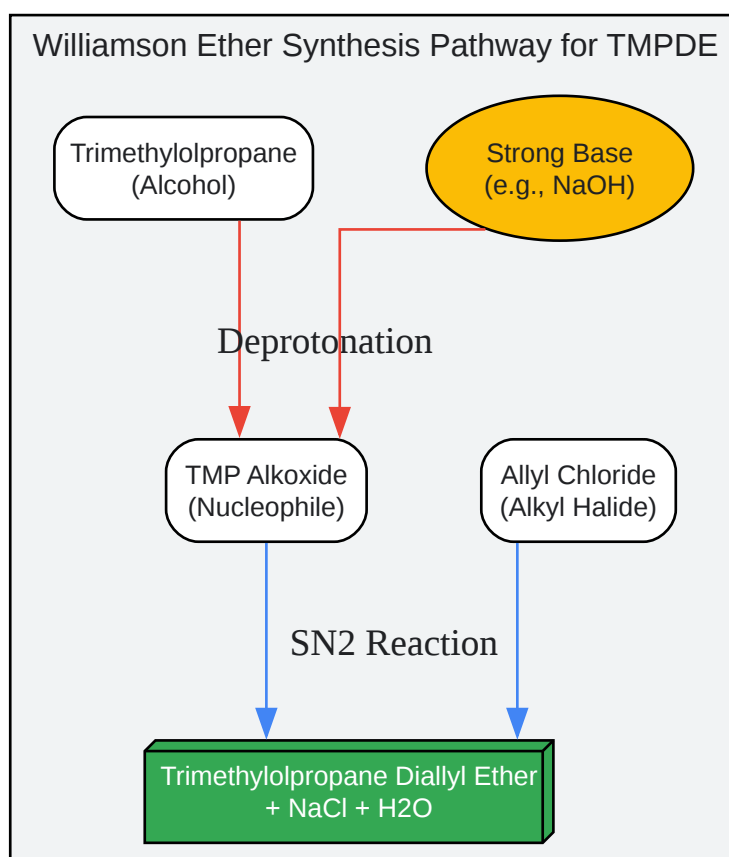 Williamson Ether Synthesis Pathway for TMPDE
Trimethylolpropane
(Alcohol)
Strong Base
(e.g., NaOH)
Deprotonation
TMP Alkoxide
(Nucleophile)
Allyl Chloride
(Alkyl Halide)
SN2 Reaction
Trimethylolpropane Diallyl Ether
+ NaCl + H2O